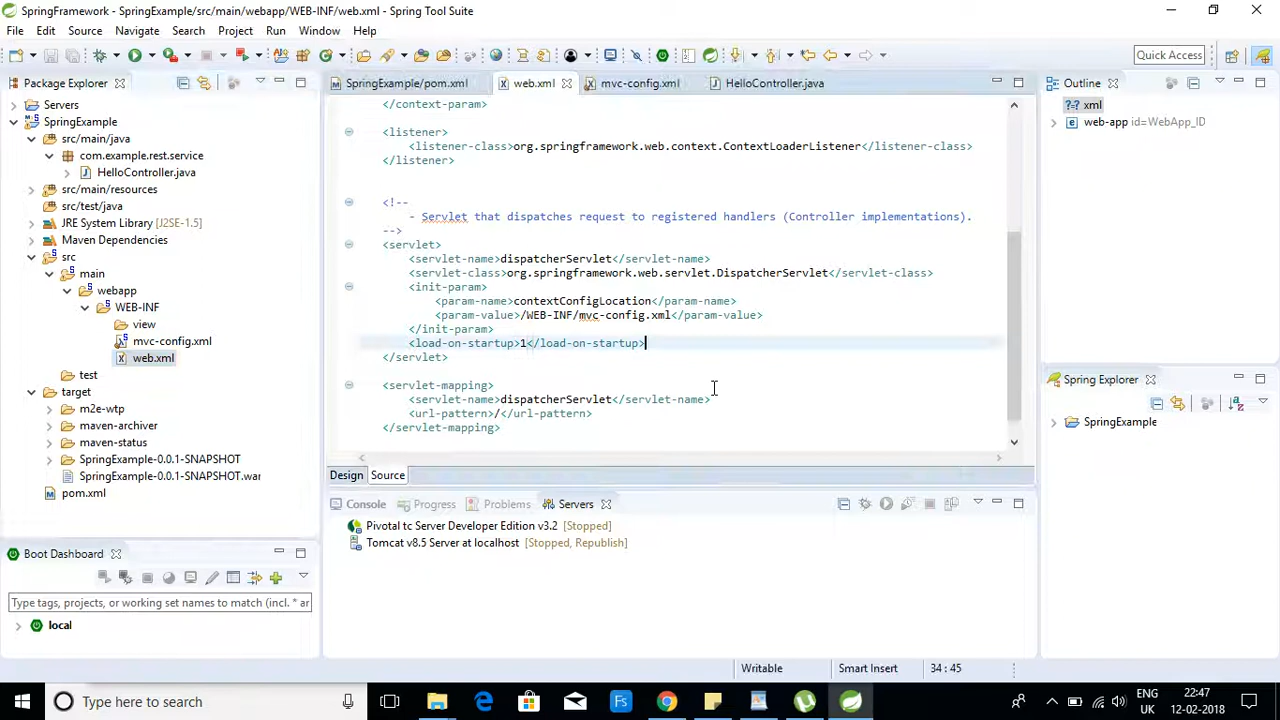 SpringFramework - SpringExample/src/main/webapp/WEB-INF/web.xml - Spring Tool Suite
File Edit Source Navigate Search Project Run Window Help
Quick Access
Package Explorer
Servers
SpringExample
src/main/java
com.example.rest.service
HelloController.java
src/main/resources
src/test/java
JRE System Library [J2SE-1.5]
Maven Dependencies
src
main
webapp
WEB-INF
view
mvc-config.xml
web.xml
test
target
m2e-wtp
maven-archiver
maven-status
SpringExample-0.0.1-SNAPSHOT
SpringExample-0.0.1-SNAPSHOT.war
pom.xml
Boot Dashboard
Type tags, projects, or working set names to match (incl. * ar
local
SpringExample/pom.xml web.xml mvc-config.xml HelloController.java
</context-param>
<listener>
<listener-class>org.springframework.web.context.ContextLoaderListener</listener-class>
</listener>
<!--
- Servlet that dispatches request to registered handlers (Controller implementations).
-->
<servlet>
<servlet-name>dispatcherServlet</servlet-name>
<servlet-class>org.springframework.web.servlet.DispatcherServlet</servlet-class>
<init-param>
<param-name>contextConfigLocation</param-name>
<param-value>/WEB-INF/mvc-config.xml</param-value>
</init-param>
<load-on-startup>1</load-on-startup>
</servlet>
<servlet-mapping>
<servlet-name>dispatcherServlet</servlet-name>
<url-pattern>/</url-pattern>
</servlet-mapping>
Design Source
Console Progress Problems Servers
Pivotal tc Server Developer Edition v3.2 [Stopped]
Tomcat v8.5 Server at localhost [Stopped, Republish]
Outline
xml
web-app id=WebApp_ID
Spring Explorer
SpringExample
Writable Smart Insert 34 : 45
Type here to search
Fs
ENG
UK
22:47
12-02-2018